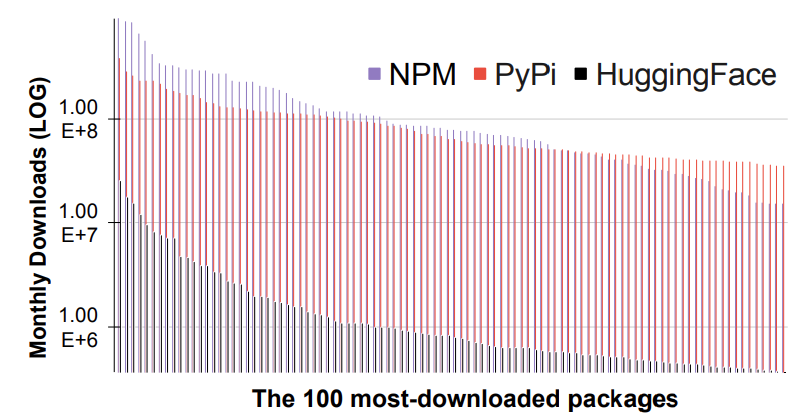 NPM PyPi HuggingFace
Monthly Downloads (LOG)
1.00
E+8
1.00
E+7
1.00
E+6
The 100 most-downloaded packages